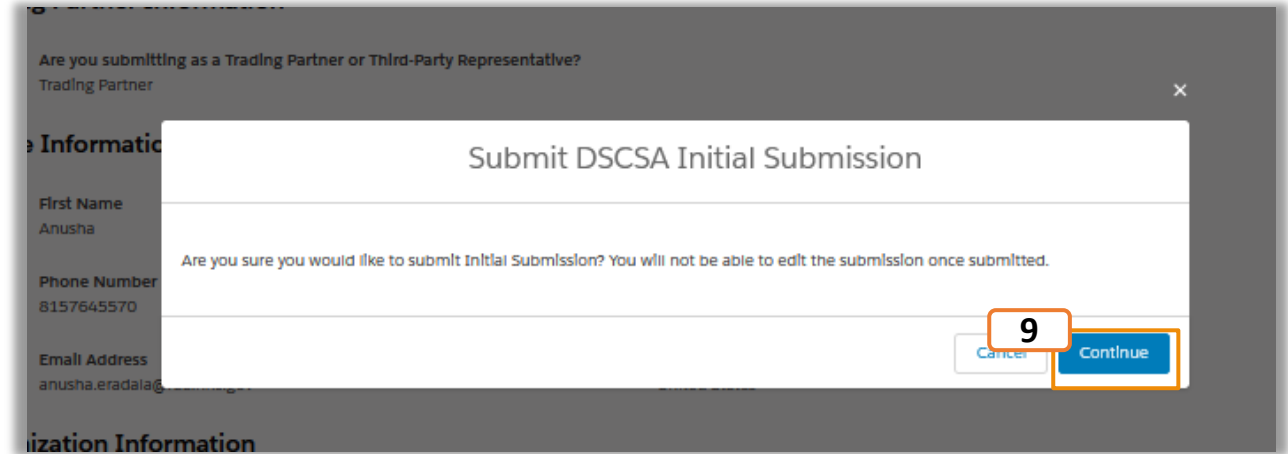 Are you submitting as a Trading Partner or Third-Party Representative?
Trading Partner
×
Informatic
Submit DSCSA Initial Submission
First Name
Anusha
Are you sure you would like to submit Initial Submission? You will not be able to edit the submission once submitted.
Phone Number
8157645570
9
Cancel
Continue
Email Address
anusha.eradala@
ization Information